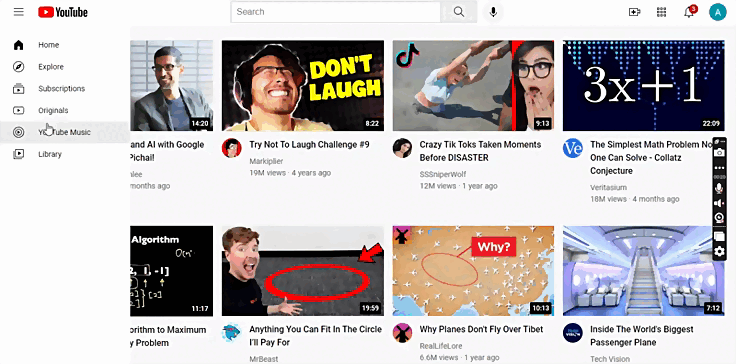 YouTube
Search
3
A
Home
Explore
Subscriptions
Originals
YouTube Music
Library
14:20
and AI with Google
Pichai!
months ago
DON'T
LAUGH
8:22
Try Not To Laugh Challenge #9
Markiplier
19M views · 4 years ago
9:13
Crazy Tik Toks Taken Moments
Before DISASTER
SSSniperWolf
12M views · 1 year ago
3x+1
22:09
Ve
The Simplest Math Problem No
One Can Solve - Collatz
Conjecture
Veritasium
18M views · 4 months ago
Algorithm
11:17
to Maximum
Problem
19:59
Anything You Can Fit In The Circle
I'll Pay For
MrBeast
Why?
10:13
Why Planes Don't Fly Over Tibet
RealLifeLore
6.6M views · 1 year ago
7:12
Inside The World's Biggest
Passenger Plane
Tech Vision